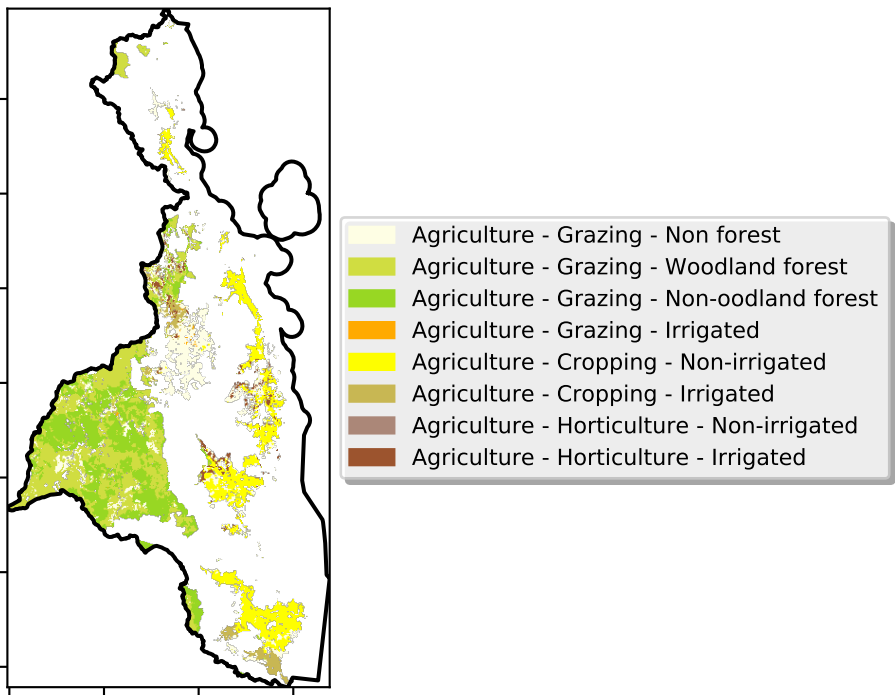 Agriculture - Grazing - Non forest
Agriculture - Grazing - Woodland forest
Agriculture - Grazing - Non-oodland forest
Agriculture - Grazing - Irrigated
Agriculture - Cropping - Non-irrigated
Agriculture - Cropping - Irrigated
Agriculture - Horticulture - Non-irrigated
Agriculture - Horticulture - Irrigated